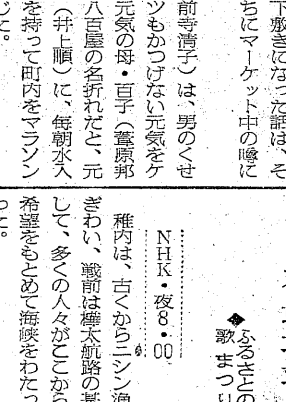 下敷きになった話は、そ
ちにマーケット中の噂に
前寺清子）は、男のくせ
ツもかつげない元気をケ
元気の母・百子（葦原邦
八百屋の名折れだと、元
（井上順）に、毎朝水入
を持って町内をマラソン
じた。
◆ふるさとの
歌まつり
NHK・夜8・00
稚内は、古くからニシン漁
ぎわい、戦前は樺太航路の基
して、多くの人々がここから
希望をもとめて海峡をわたっ
った。